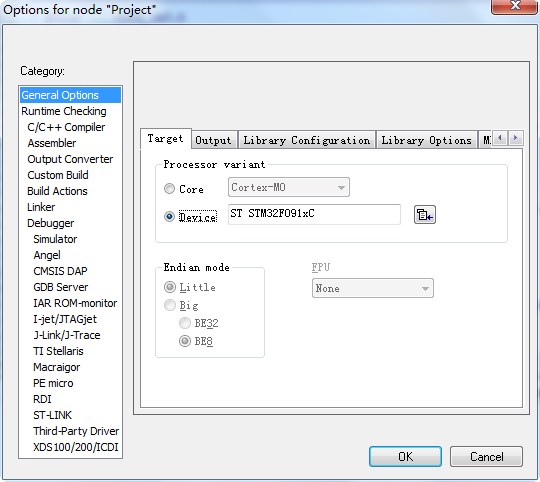 Options for node "Project"
Category:
General Options
Runtime Checking
C/C++ Compiler
Assembler
Output Converter
Custom Build
Build Actions
Linker
Debugger
Simulator
Angel
CMSIS DAP
GDB Server
IAR ROM-monitor
I-jet/JTAGjet
J-Link/J-Trace
TI Stellaris
Macraigor
PE micro
RDI
ST-LINK
Third-Party Driver
XDS100/200/ICDI
Target Output Library Configuration Library Options
Processor variant
Core Cortex-M0
Device ST STM32F091xC
Endian mode
Little
Big
BE32
BE8
FPU
None
OK Cancel